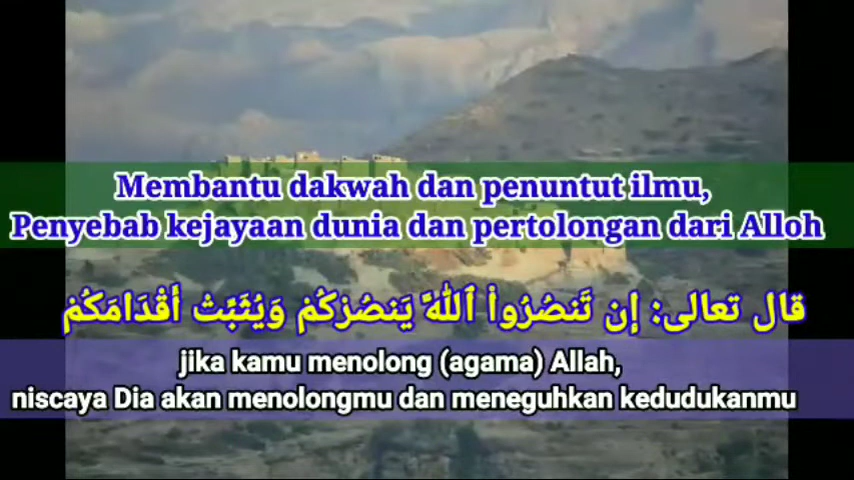 Membantu dakwah dan penuntut ilmu,
Penyebab kejayaan dunia dan pertolongan dari Alloh
قال تعالى: إِن تَنصُرُوا۟ ٱللَّهَ يَنصُرْكُمْ وَيُثَبِّتْ أَقْدَامَكُمْ
jika kamu menolong (agama) Allah,
niscaya Dia akan menolongmu dan meneguhkan kedudukanmu